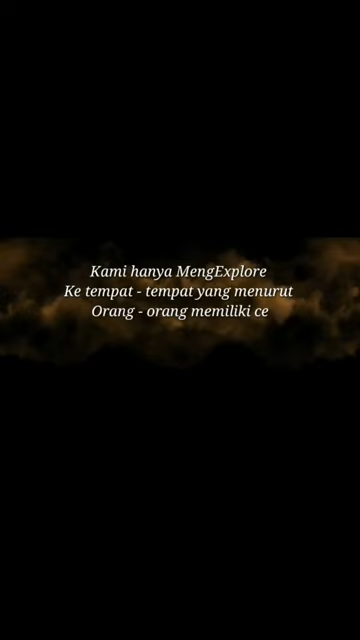 Kami hanya MengExplore
Ke tempat - tempat yang menurut
Orang - orang memiliki ce